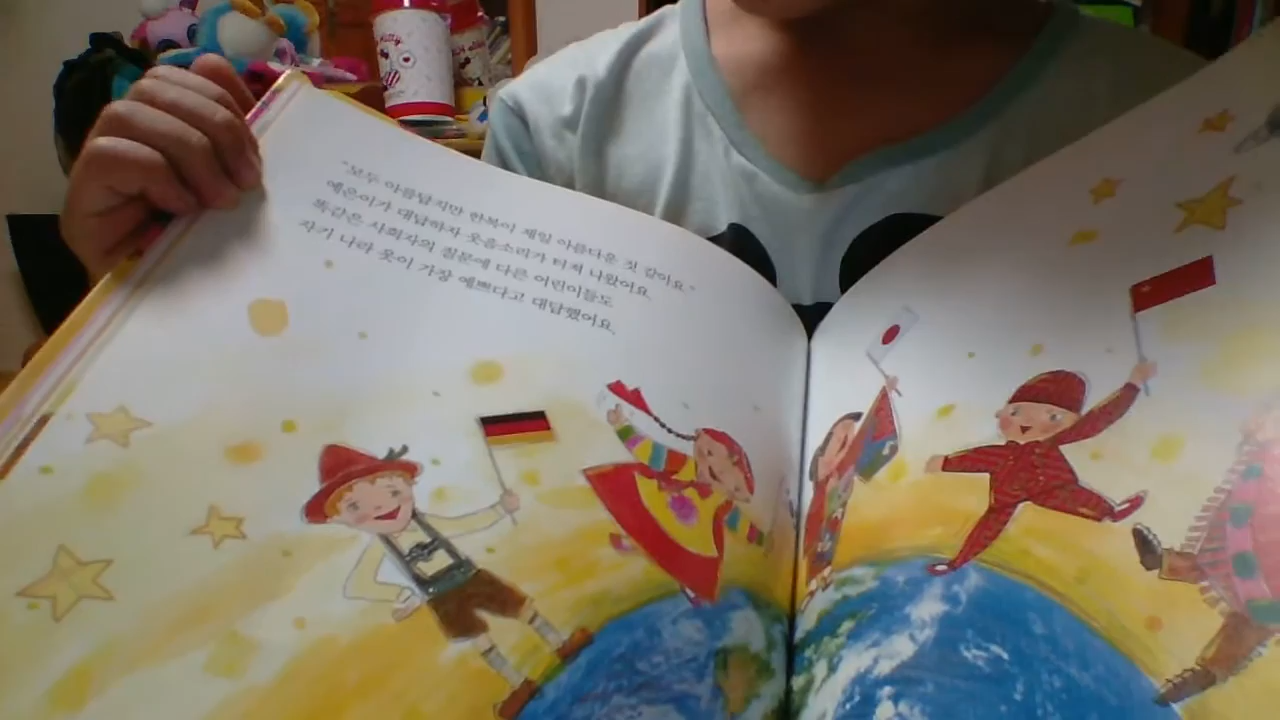 "모두 아름답지만 한복이 제일 아름다운 것 같아요."
예은이가 대답하자 웃음소리가 터져 나왔어요.
똑같은 사회자의 질문에 다른 어린이들도
자기 나라 옷이 가장 예쁘다고 대답했어요.